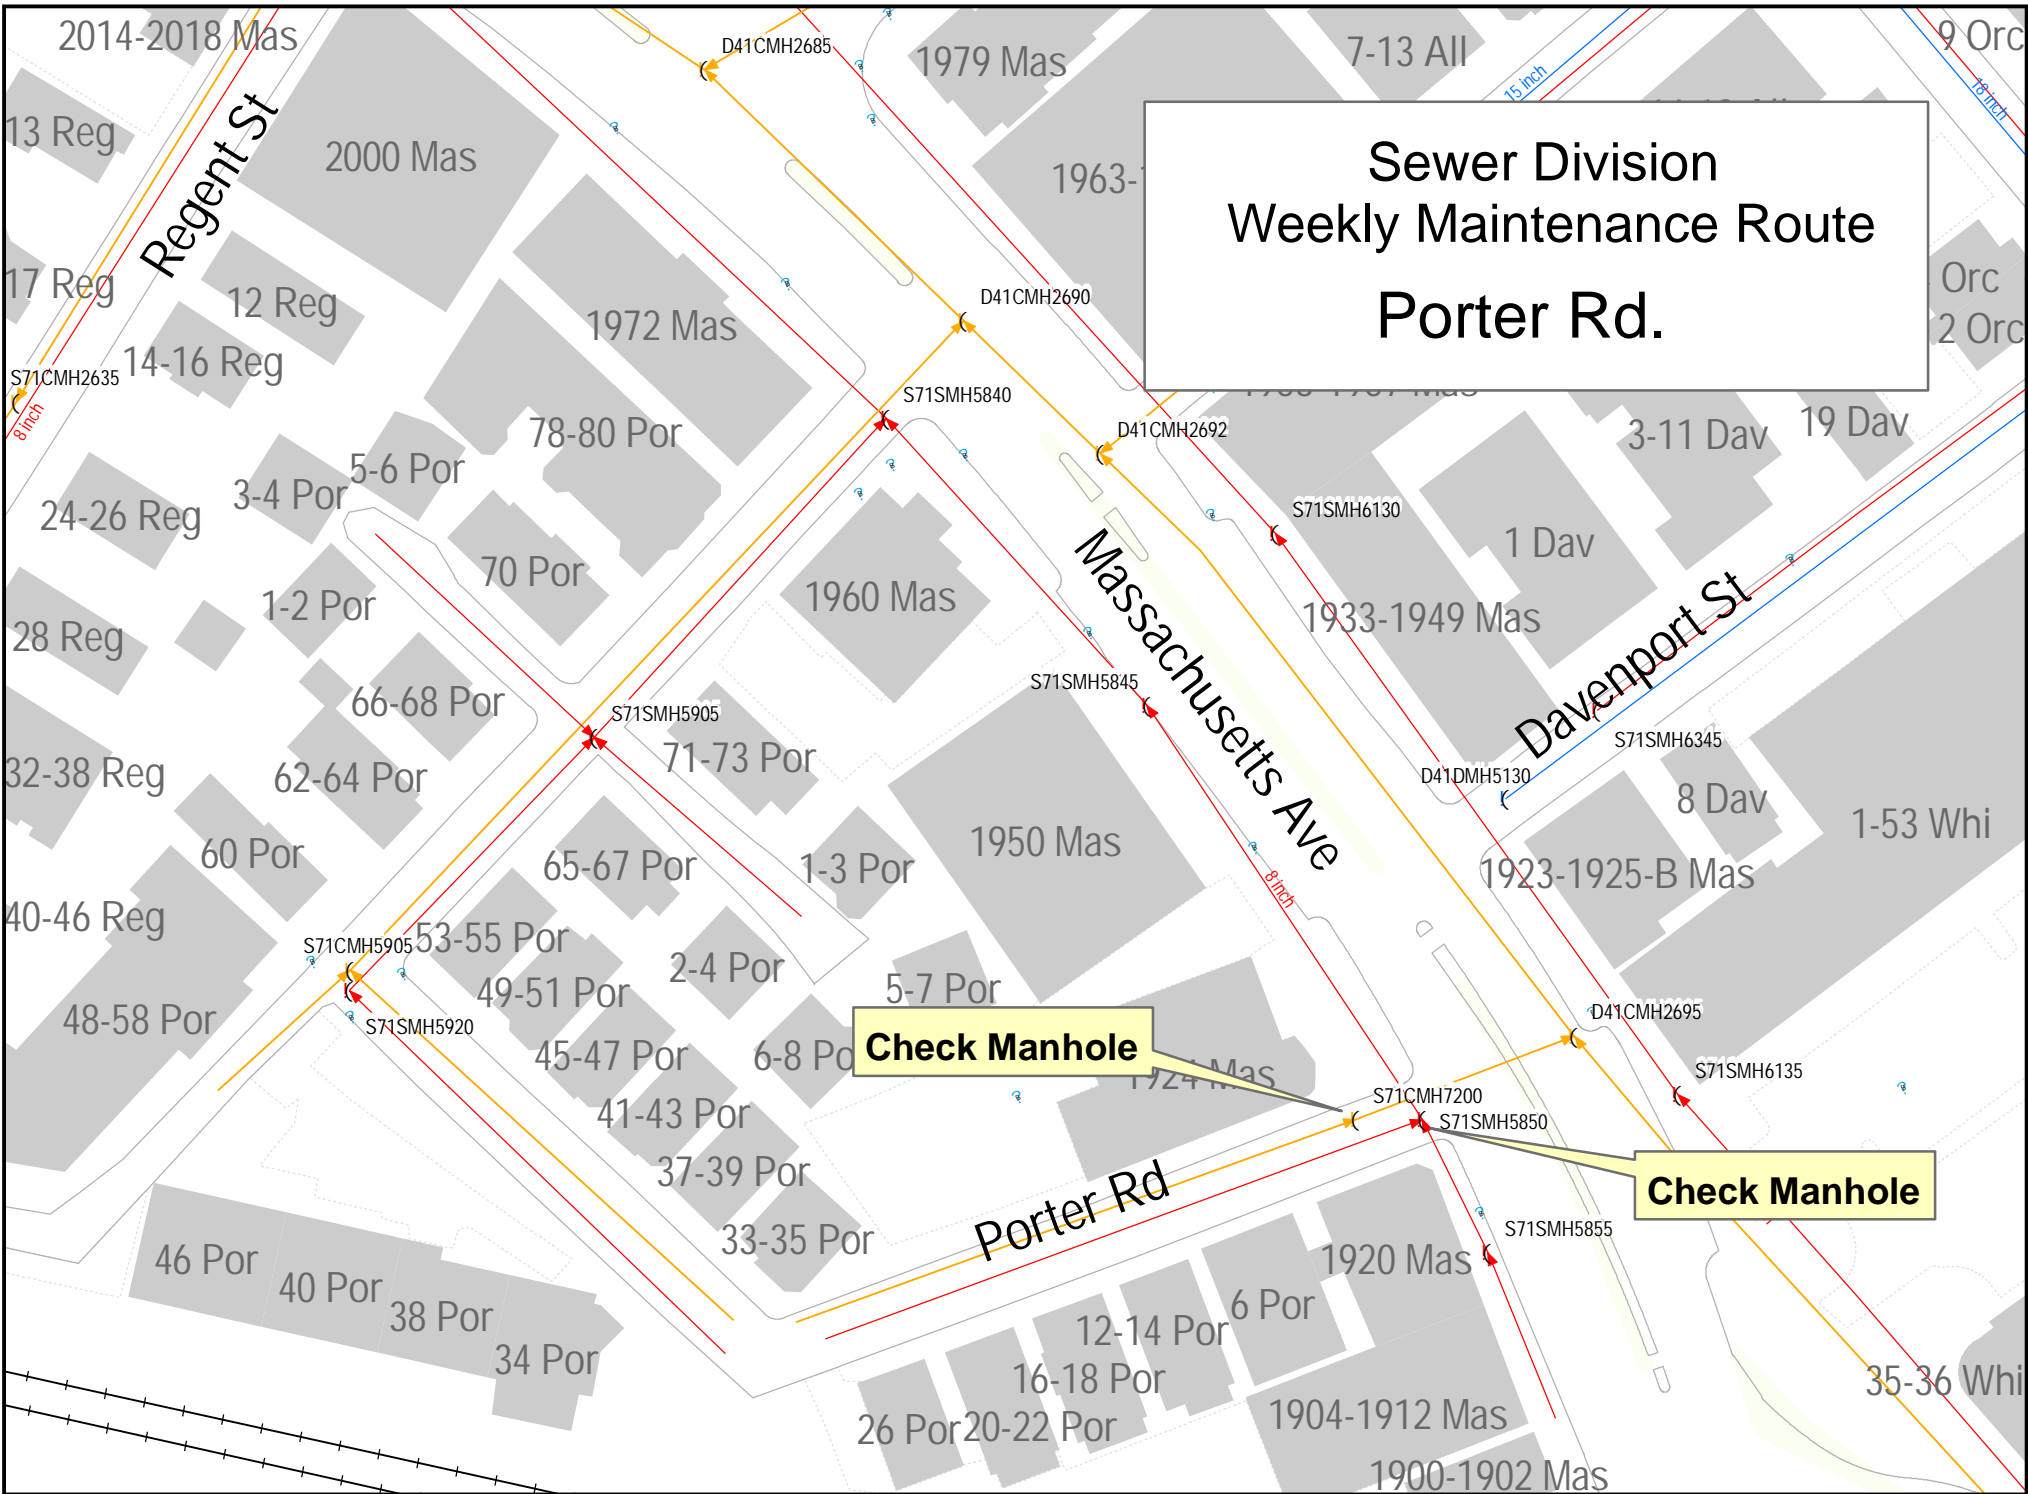 2014-2018 Mas
D41CMH2685
1979 Mas
7-13 All
9 Orc
15 inch
18 inch
13 Reg
Regent St
2000 Mas
1963-
Sewer Division
Weekly Maintenance Route
Porter Rd.
17 Reg
12 Reg
1972 Mas
D41CMH2690
Orc
2 Orc
14-16 Reg
S71CMH2635
8 inch
S71SMH5840
D41CMH2692
78-80 Por
3-11 Dav
19 Dav
5-6 Por
3-4 Por
24-26 Reg
S71SMH6130
1 Dav
70 Por
1-2 Por
1960 Mas
Massachusetts Ave
1933-1949 Mas
Davenport St
28 Reg
66-68 Por
S71SMH5905
S71SMH5845
S71SMH6345
71-73 Por
32-38 Reg
62-64 Por
D41DMH5130
8 Dav
1-53 Whi
60 Por
1950 Mas
65-67 Por
1-3 Por
8 inch
1923-1925-B Mas
40-46 Reg
S71CMH5905
53-55 Por
2-4 Por
49-51 Por
5-7 Por
48-58 Por
S71SMH5920
D41CMH2695
45-47 Por
6-8 Po
Check Manhole
1924 Mas
S71SMH6135
41-43 Por
S71CMH7200
S71SMH5850
37-39 Por
Porter Rd
Check Manhole
33-35 Por
S71SMH5855
46 Por
40 Por
38 Por
34 Por
1920 Mas
6 Por
12-14 Por
16-18 Por
35-36 Whi
26 Por
20-22 Por
1904-1912 Mas
1900-1902 Mas